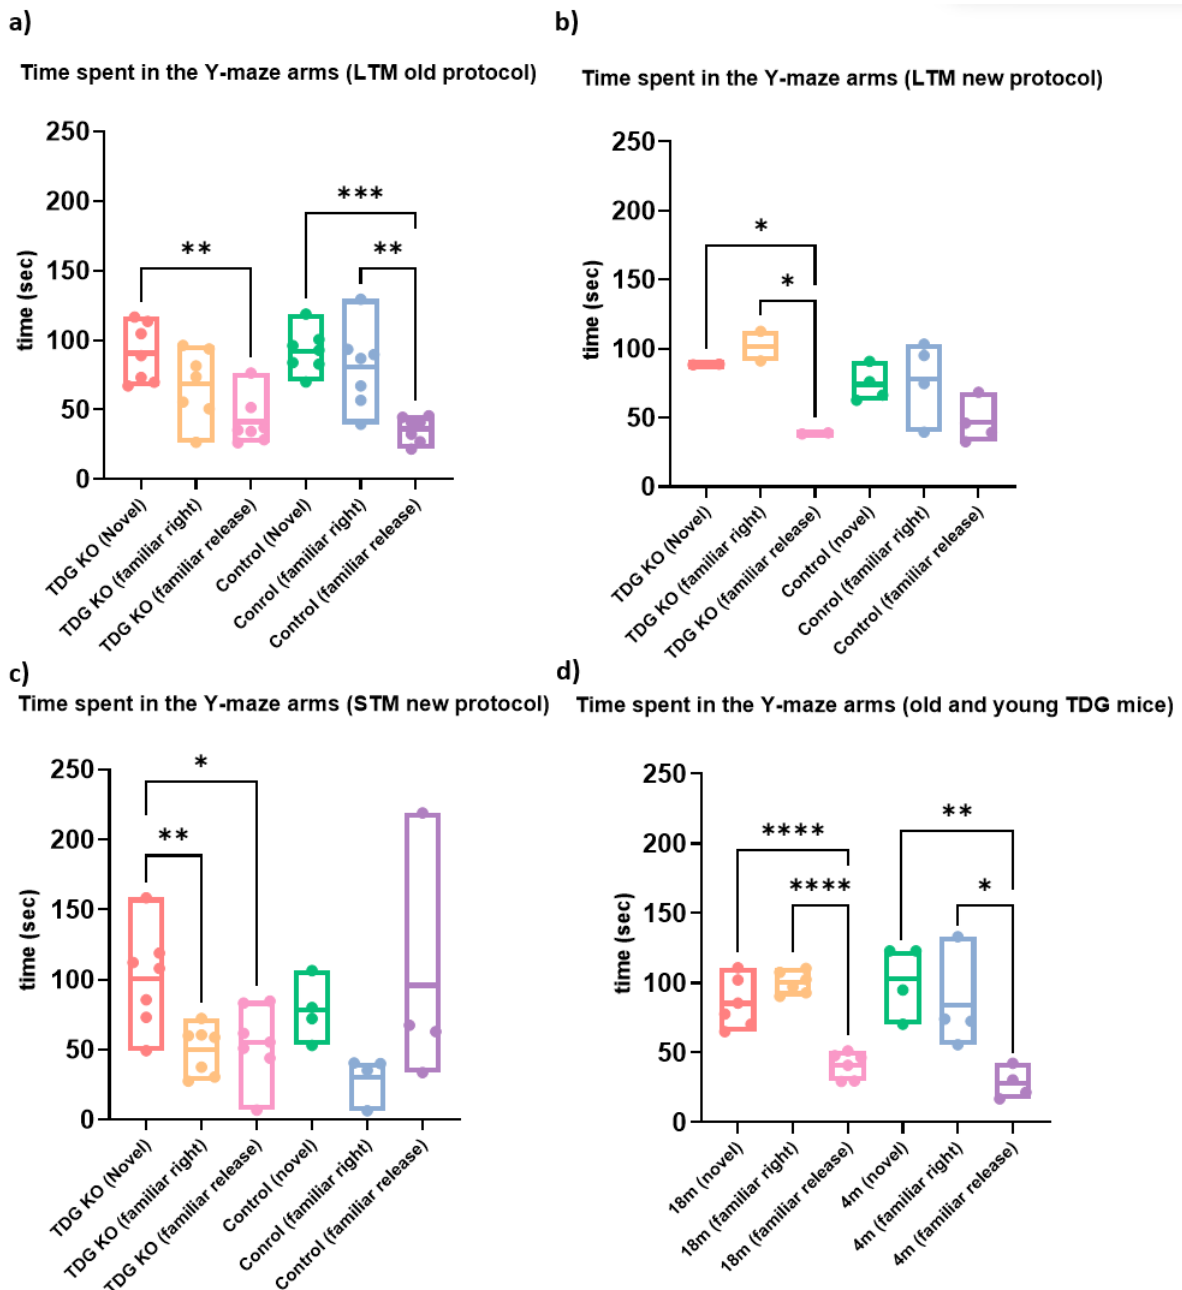 a)
Time spent in the Y-maze arms (LTM old protocol)
250
200
150
100
50
0
time (sec)
**
***
**
TDG KO (Novel)
TDG KO (familiar right)
TDG KO (familiar release)
Control (Novel)
Conrol (familiar right)
Control (familiar release)
b)
Time spent in the Y-maze arms (LTM new protocol)
250
200
150
100
50
0
time (sec)
*
*
TDG KO (Novel)
TDG KO (familiar right)
TDG KO (familiar release)
Control (novel)
Conrol (familiar right)
Control (familiar release)
c)
Time spent in the Y-maze arms (STM new protocol)
250
200
150
100
50
0
time (sec)
*
**
TDG KO (Novel)
TDG KO (familiar right)
TDG KO (familiar release)
Control (novel)
Conrol (familiar right)
Control (familiar release)
d)
Time spent in the Y-maze arms (old and young TDG mice)
250
200
150
100
50
0
time (sec)
****
****
**
*
18m (novel)
18m (familiar right)
18m (familiar release)
4m (novel)
4m (familiar right)
4m (familiar release)